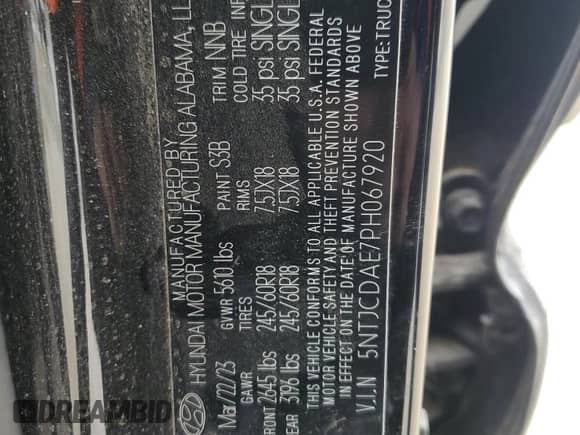 MANUFACTURED BY
HYUNDAI MOTOR MANUFACTURING ALABAMA, LL
Mar/22/23 GVWR 5610 lbs PAINT S3B TRIM NNB
GAWR TIRES RIMS COLD TIRE INF
FRONT 2645 lbs 245/60R18 7.5JX18 35 psi SINGL
REAR 3196 lbs 245/60R18 7.5JX18 35 psi SINGL
THIS VEHICLE CONFORMS TO ALL APPLICABLE U.S.A. FEDERAL
MOTOR VEHICLE SAFETY AND THEFT PREVENTION STANDARDS
IN EFFECT ON THE DATE OF MANUFACTURE SHOWN ABOVE
V.I.N 5NTJCDAE7PH067920 TYPE:TRUC
DREAMBID